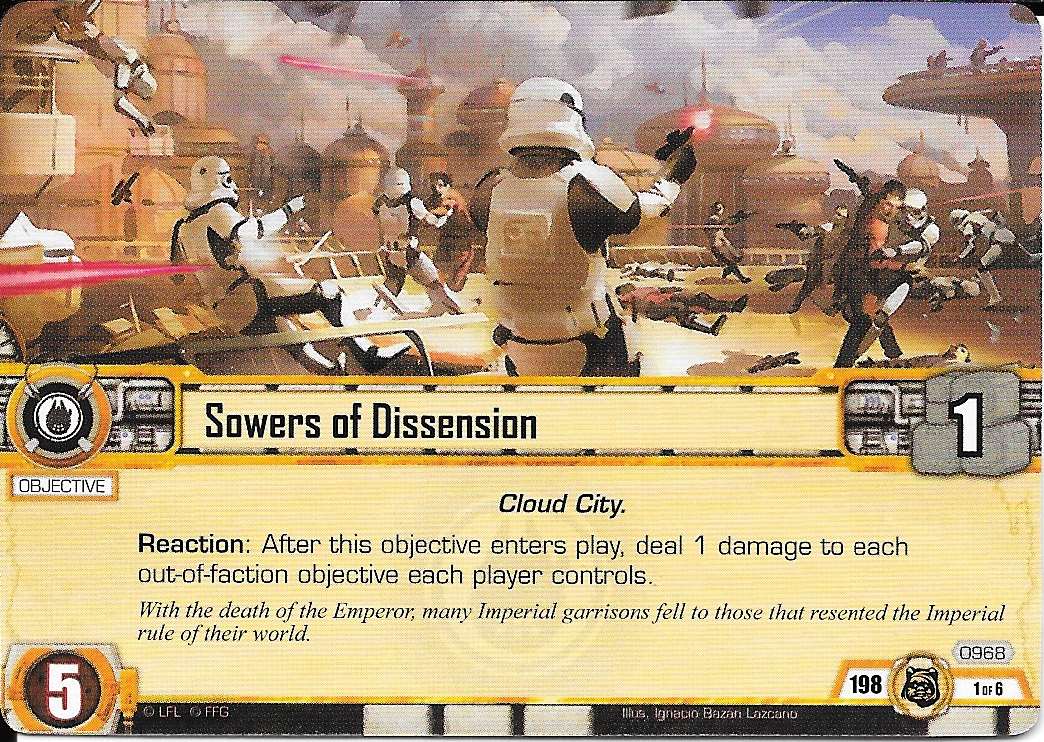 Sowers of Dissension
1
OBJECTIVE
Cloud City.
Reaction: After this objective enters play, deal 1 damage to each
out-of-faction objective each player controls.
With the death of the Emperor, many Imperial garrisons fell to those that resented the Imperial
rule of their world.
0968
5
198
1 OF 6
© LFL © FFG
Illus. Ignacio Bazán Lazcano